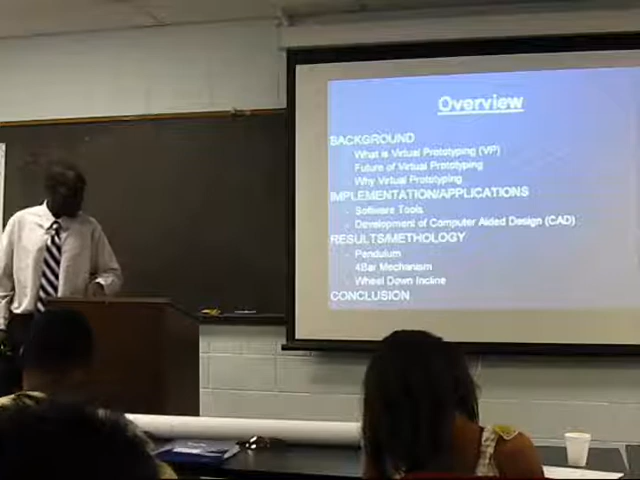 Overview
BACKGROUND
- What is Virtual Prototyping (VP)
- Future of Virtual Prototyping
- Why Virtual Prototyping
IMPLEMENTATION/APPLICATIONS
- Software Tools
- Development of Computer Aided Design (CAD)
RESULTS/METHOLOGY
- Pendulum
- 4Bar Mechanism
- Wheel Down Incline
CONCLUSION